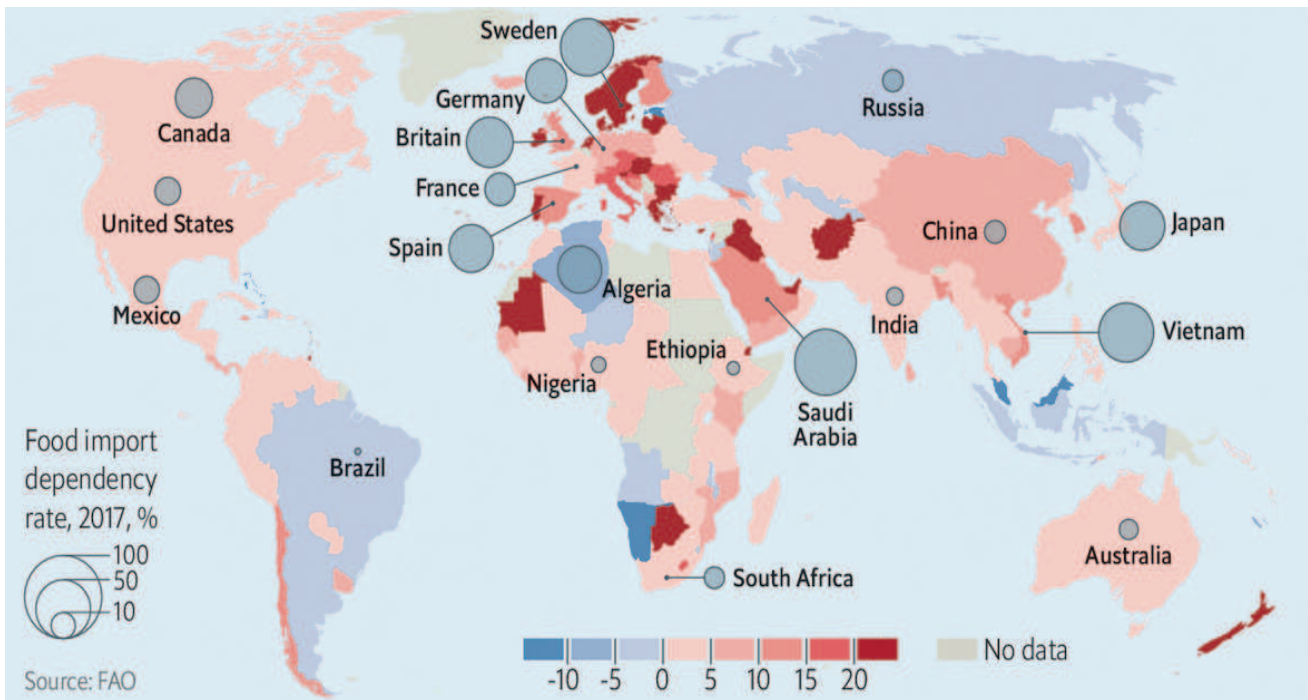 Sweden
Germany
Russia
Canada
Britain
France
United States
Spain
China
Japan
Algeria
Mexico
India
Vietnam
Ethiopia
Nigeria
Saudi
Arabia
Food import
dependency
rate, 2017, %
Brazil
100
50
10
Australia
South Africa
-10 -5 0 5 10 15 20
No data
Source: FAO